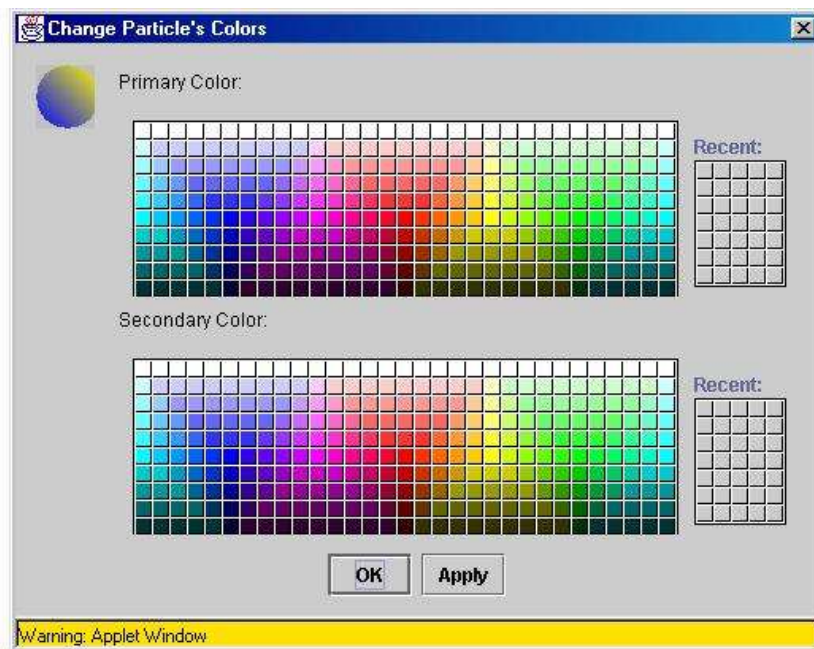 Change Particle's Colors
Primary Color:
Recent:
Secondary Color:
Recent:
OK
Apply
Warning: Applet Window